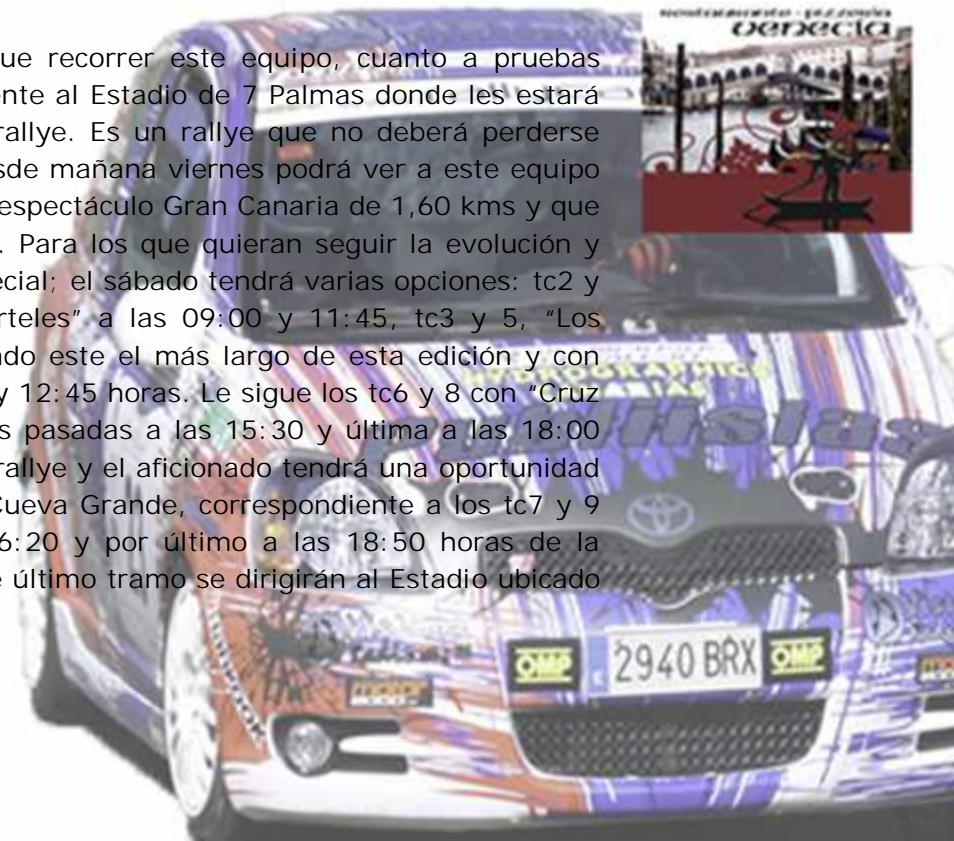 restaurante - pizzería
venecia
que recorrer este equipo, cuanto a pruebas
ente al Estadio de 7 Palmas donde les estará
rallye. Es un rallye que no deberá perderse
sde mañana viernes podrá ver a este equipo
espectáculo Gran Canaria de 1,60 kms y que
. Para los que quieran seguir la evolución y
ecial; el sábado tendrá varias opciones: tc2 y
rteles” a las 09:00 y 11:45, tc3 y 5, “Los
ndo este el más largo de esta edición y con
y 12:45 horas. Le sigue los tc6 y 8 con “Cruz
s pasadas a las 15:30 y última a las 18:00
rallye y el aficionado tendrá una oportunidad
Cueva Grande, correspondiente a los tc7 y 9
6:20 y por último a las 18:50 horas de la
e último tramo se dirigirán al Estadio ubicado
HYDROGRAPHICS
OMP
2940 BRX
OMP